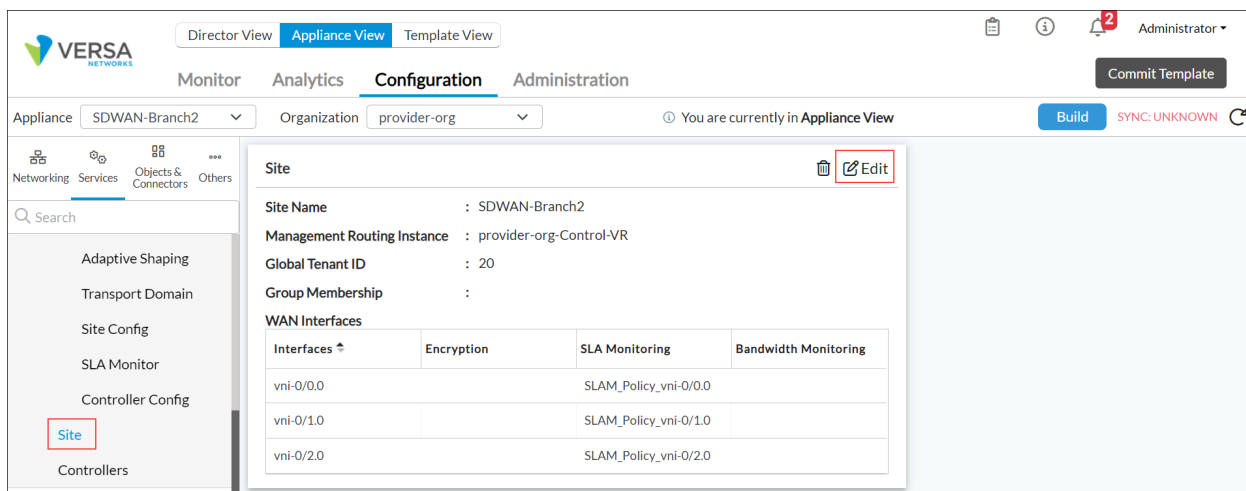 Director View Appliance View Template View
2
Administrator
VERSA
NETWORKS
Monitor Analytics Configuration Administration
Commit Template
Appliance SDWAN-Branch2 Organization provider-org You are currently in Appliance View Build SYNC: UNKNOWN
Networking Services Objects & Connectors Others
Search
Adaptive Shaping
Transport Domain
Site Config
SLA Monitor
Controller Config
Site
Controllers
Site Edit
Site Name : SDWAN-Branch2
Management Routing Instance : provider-org-Control-VR
Global Tenant ID : 20
Group Membership :
WAN Interfaces
Interfaces Encryption SLA Monitoring Bandwidth Monitoring
vni-0/0.0 SLAM_Policy_vni-0/0.0
vni-0/1.0 SLAM_Policy_vni-0/1.0
vni-0/2.0 SLAM_Policy_vni-0/2.0